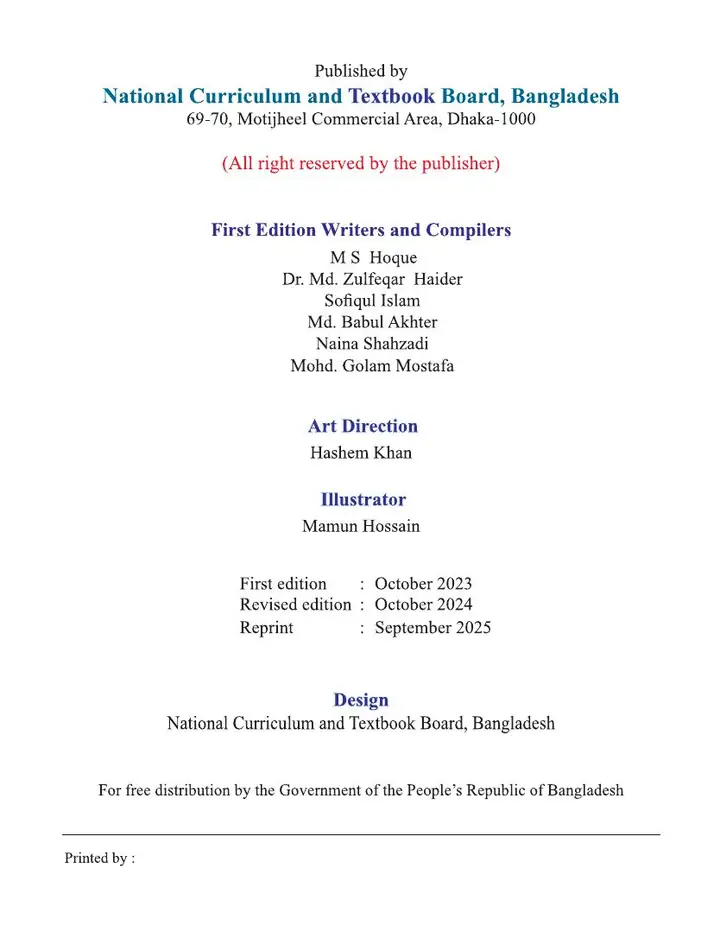 Published by
National Curriculum and Textbook Board, Bangladesh
69-70, Motijheel Commercial Area, Dhaka-1000
(All right reserved by the publisher)
First Edition Writers and Compilers
M S Hoque
Dr. Md. Zulfeqar Haider
Sofiqul Islam
Md. Babul Akhter
Naina Shahzadi
Mohd. Golam Mostafa
Art Direction
Hashem Khan
Illustrator
Mamun Hossain
First edition : October 2023
Revised edition : October 2024
Reprint : September 2025
Design
National Curriculum and Textbook Board, Bangladesh
For free distribution by the Government of the People’s Republic of Bangladesh
Printed by :